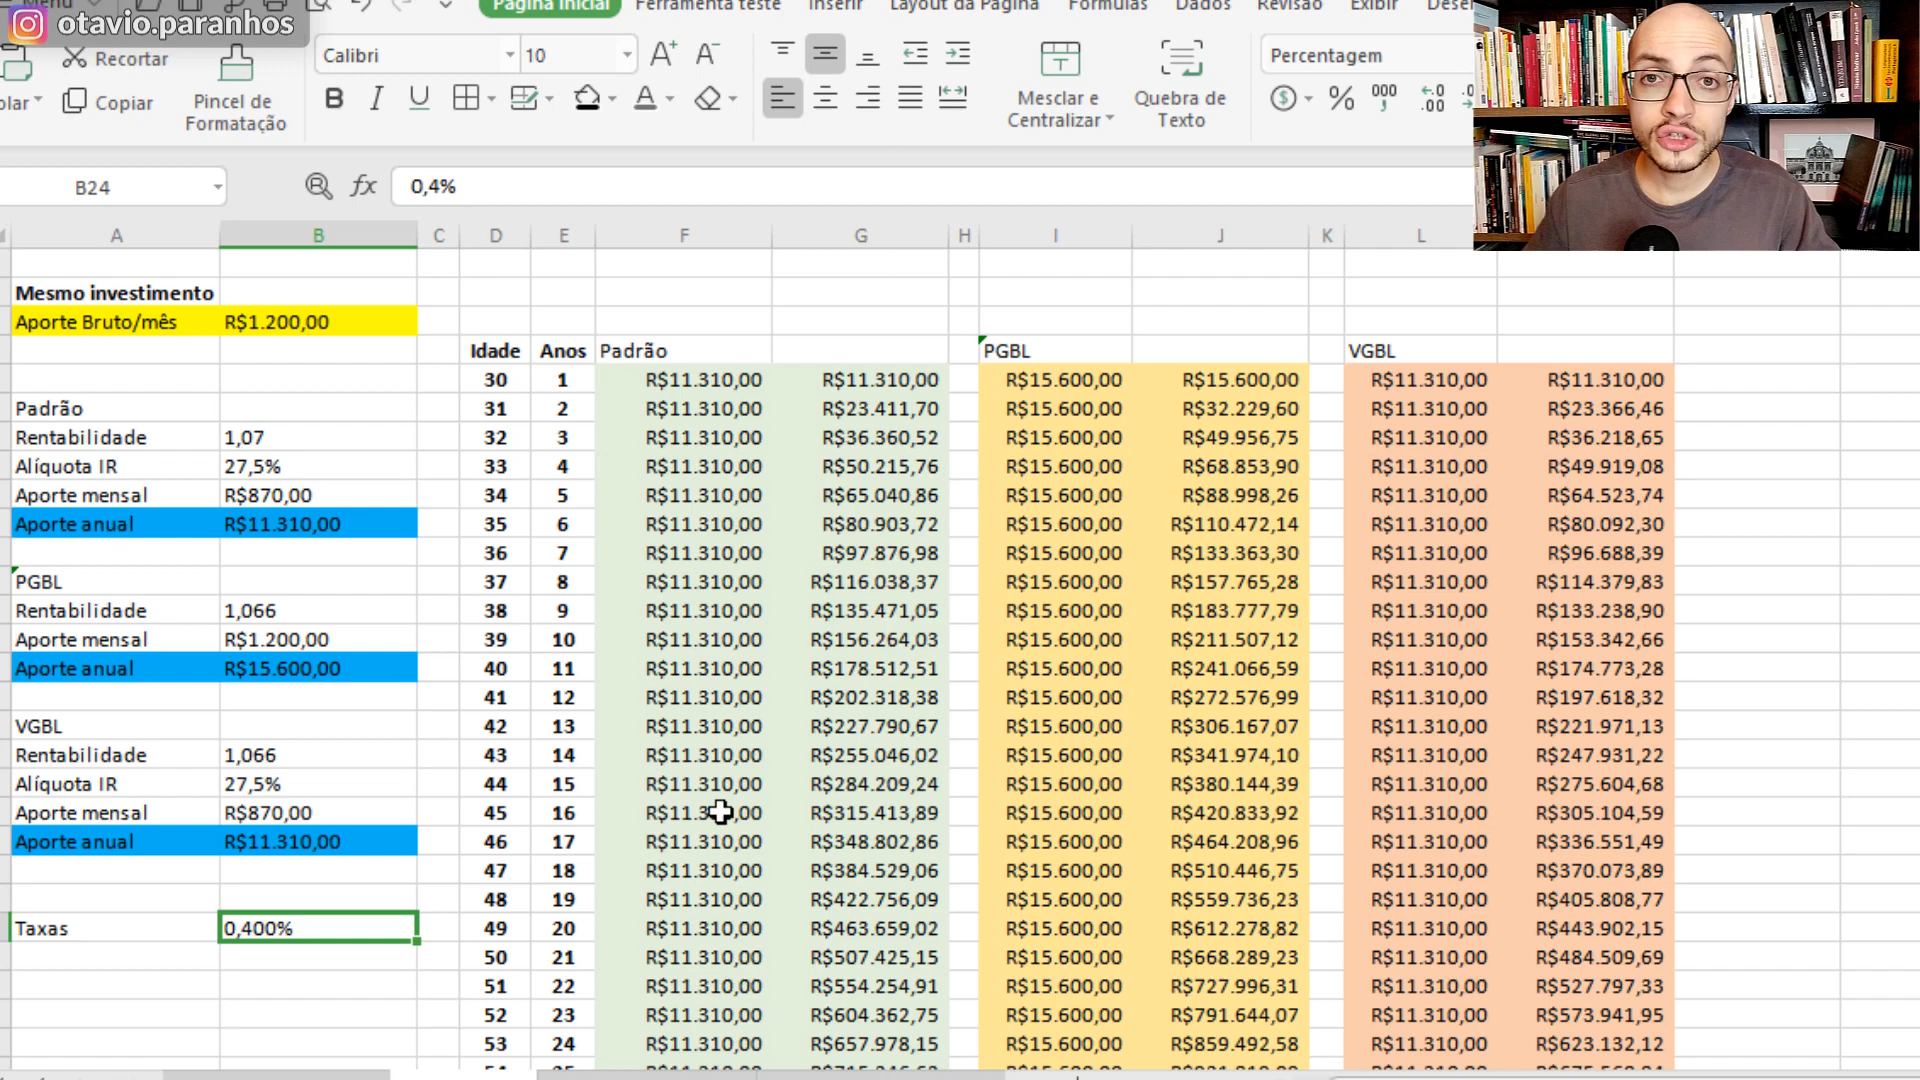 otavio.paranhos
Página Inicial Ferramenta teste Inserir Layout da Página Fórmulas Dados Revisão Exibir
Recortar
Copiar
Pincel de
Formatação
Calibri 10
Mesclar e
Centralizar
Quebra de
Texto
Percentagem
B24 fx 0,4%
A B C D E F G H I J K L
Mesmo investimento
Aporte Bruto/mês R$1.200,00
Idade Anos Padrão PGBL VGBL
30 1 R$11.310,00 R$11.310,00 R$15.600,00 R$15.600,00 R$11.310,00 R$11.310,00
Padrão 31 2 R$11.310,00 R$23.411,70 R$15.600,00 R$32.229,60 R$11.310,00 R$23.366,46
Rentabilidade 1,07 32 3 R$11.310,00 R$36.360,52 R$15.600,00 R$49.956,75 R$11.310,00 R$36.218,65
Alíquota IR 27,5% 33 4 R$11.310,00 R$50.215,76 R$15.600,00 R$68.853,90 R$11.310,00 R$49.919,08
Aporte mensal R$870,00 34 5 R$11.310,00 R$65.040,86 R$15.600,00 R$88.998,26 R$11.310,00 R$64.523,74
Aporte anual R$11.310,00 35 6 R$11.310,00 R$80.903,72 R$15.600,00 R$110.472,14 R$11.310,00 R$80.092,30
36 7 R$11.310,00 R$97.876,98 R$15.600,00 R$133.363,30 R$11.310,00 R$96.688,39
PGBL 37 8 R$11.310,00 R$116.038,37 R$15.600,00 R$157.765,28 R$11.310,00 R$114.379,83
Rentabilidade 1,066 38 9 R$11.310,00 R$135.471,05 R$15.600,00 R$183.777,79 R$11.310,00 R$133.238,90
Aporte mensal R$1.200,00 39 10 R$11.310,00 R$156.264,03 R$15.600,00 R$211.507,12 R$11.310,00 R$153.342,66
Aporte anual R$15.600,00 40 11 R$11.310,00 R$178.512,51 R$15.600,00 R$241.066,59 R$11.310,00 R$174.773,28
41 12 R$11.310,00 R$202.318,38 R$15.600,00 R$272.576,99 R$11.310,00 R$197.618,32
VGBL 42 13 R$11.310,00 R$227.790,67 R$15.600,00 R$306.167,07 R$11.310,00 R$221.971,13
Rentabilidade 1,066 43 14 R$11.310,00 R$255.046,02 R$15.600,00 R$341.974,10 R$11.310,00 R$247.931,22
Alíquota IR 27,5% 44 15 R$11.310,00 R$284.209,24 R$15.600,00 R$380.144,39 R$11.310,00 R$275.604,68
Aporte mensal R$870,00 45 16 R$11.3 ,00 R$315.413,89 R$15.600,00 R$420.833,92 R$11.310,00 R$305.104,59
Aporte anual R$11.310,00 46 17 R$11.310,00 R$348.802,86 R$15.600,00 R$464.208,96 R$11.310,00 R$336.551,49
47 18 R$11.310,00 R$384.529,06 R$15.600,00 R$510.446,75 R$11.310,00 R$370.073,89
48 19 R$11.310,00 R$422.756,09 R$15.600,00 R$559.736,23 R$11.310,00 R$405.808,77
Taxas 0,400% 49 20 R$11.310,00 R$463.659,02 R$15.600,00 R$612.278,82 R$11.310,00 R$443.902,15
50 21 R$11.310,00 R$507.425,15 R$15.600,00 R$668.289,23 R$11.310,00 R$484.509,69
51 22 R$11.310,00 R$554.254,91 R$15.600,00 R$727.996,31 R$11.310,00 R$527.797,33
52 23 R$11.310,00 R$604.362,75 R$15.600,00 R$791.644,07 R$11.310,00 R$573.941,95
53 24 R$11.310,00 R$657.978,15 R$15.600,00 R$859.492,58 R$11.310,00 R$623.132,12